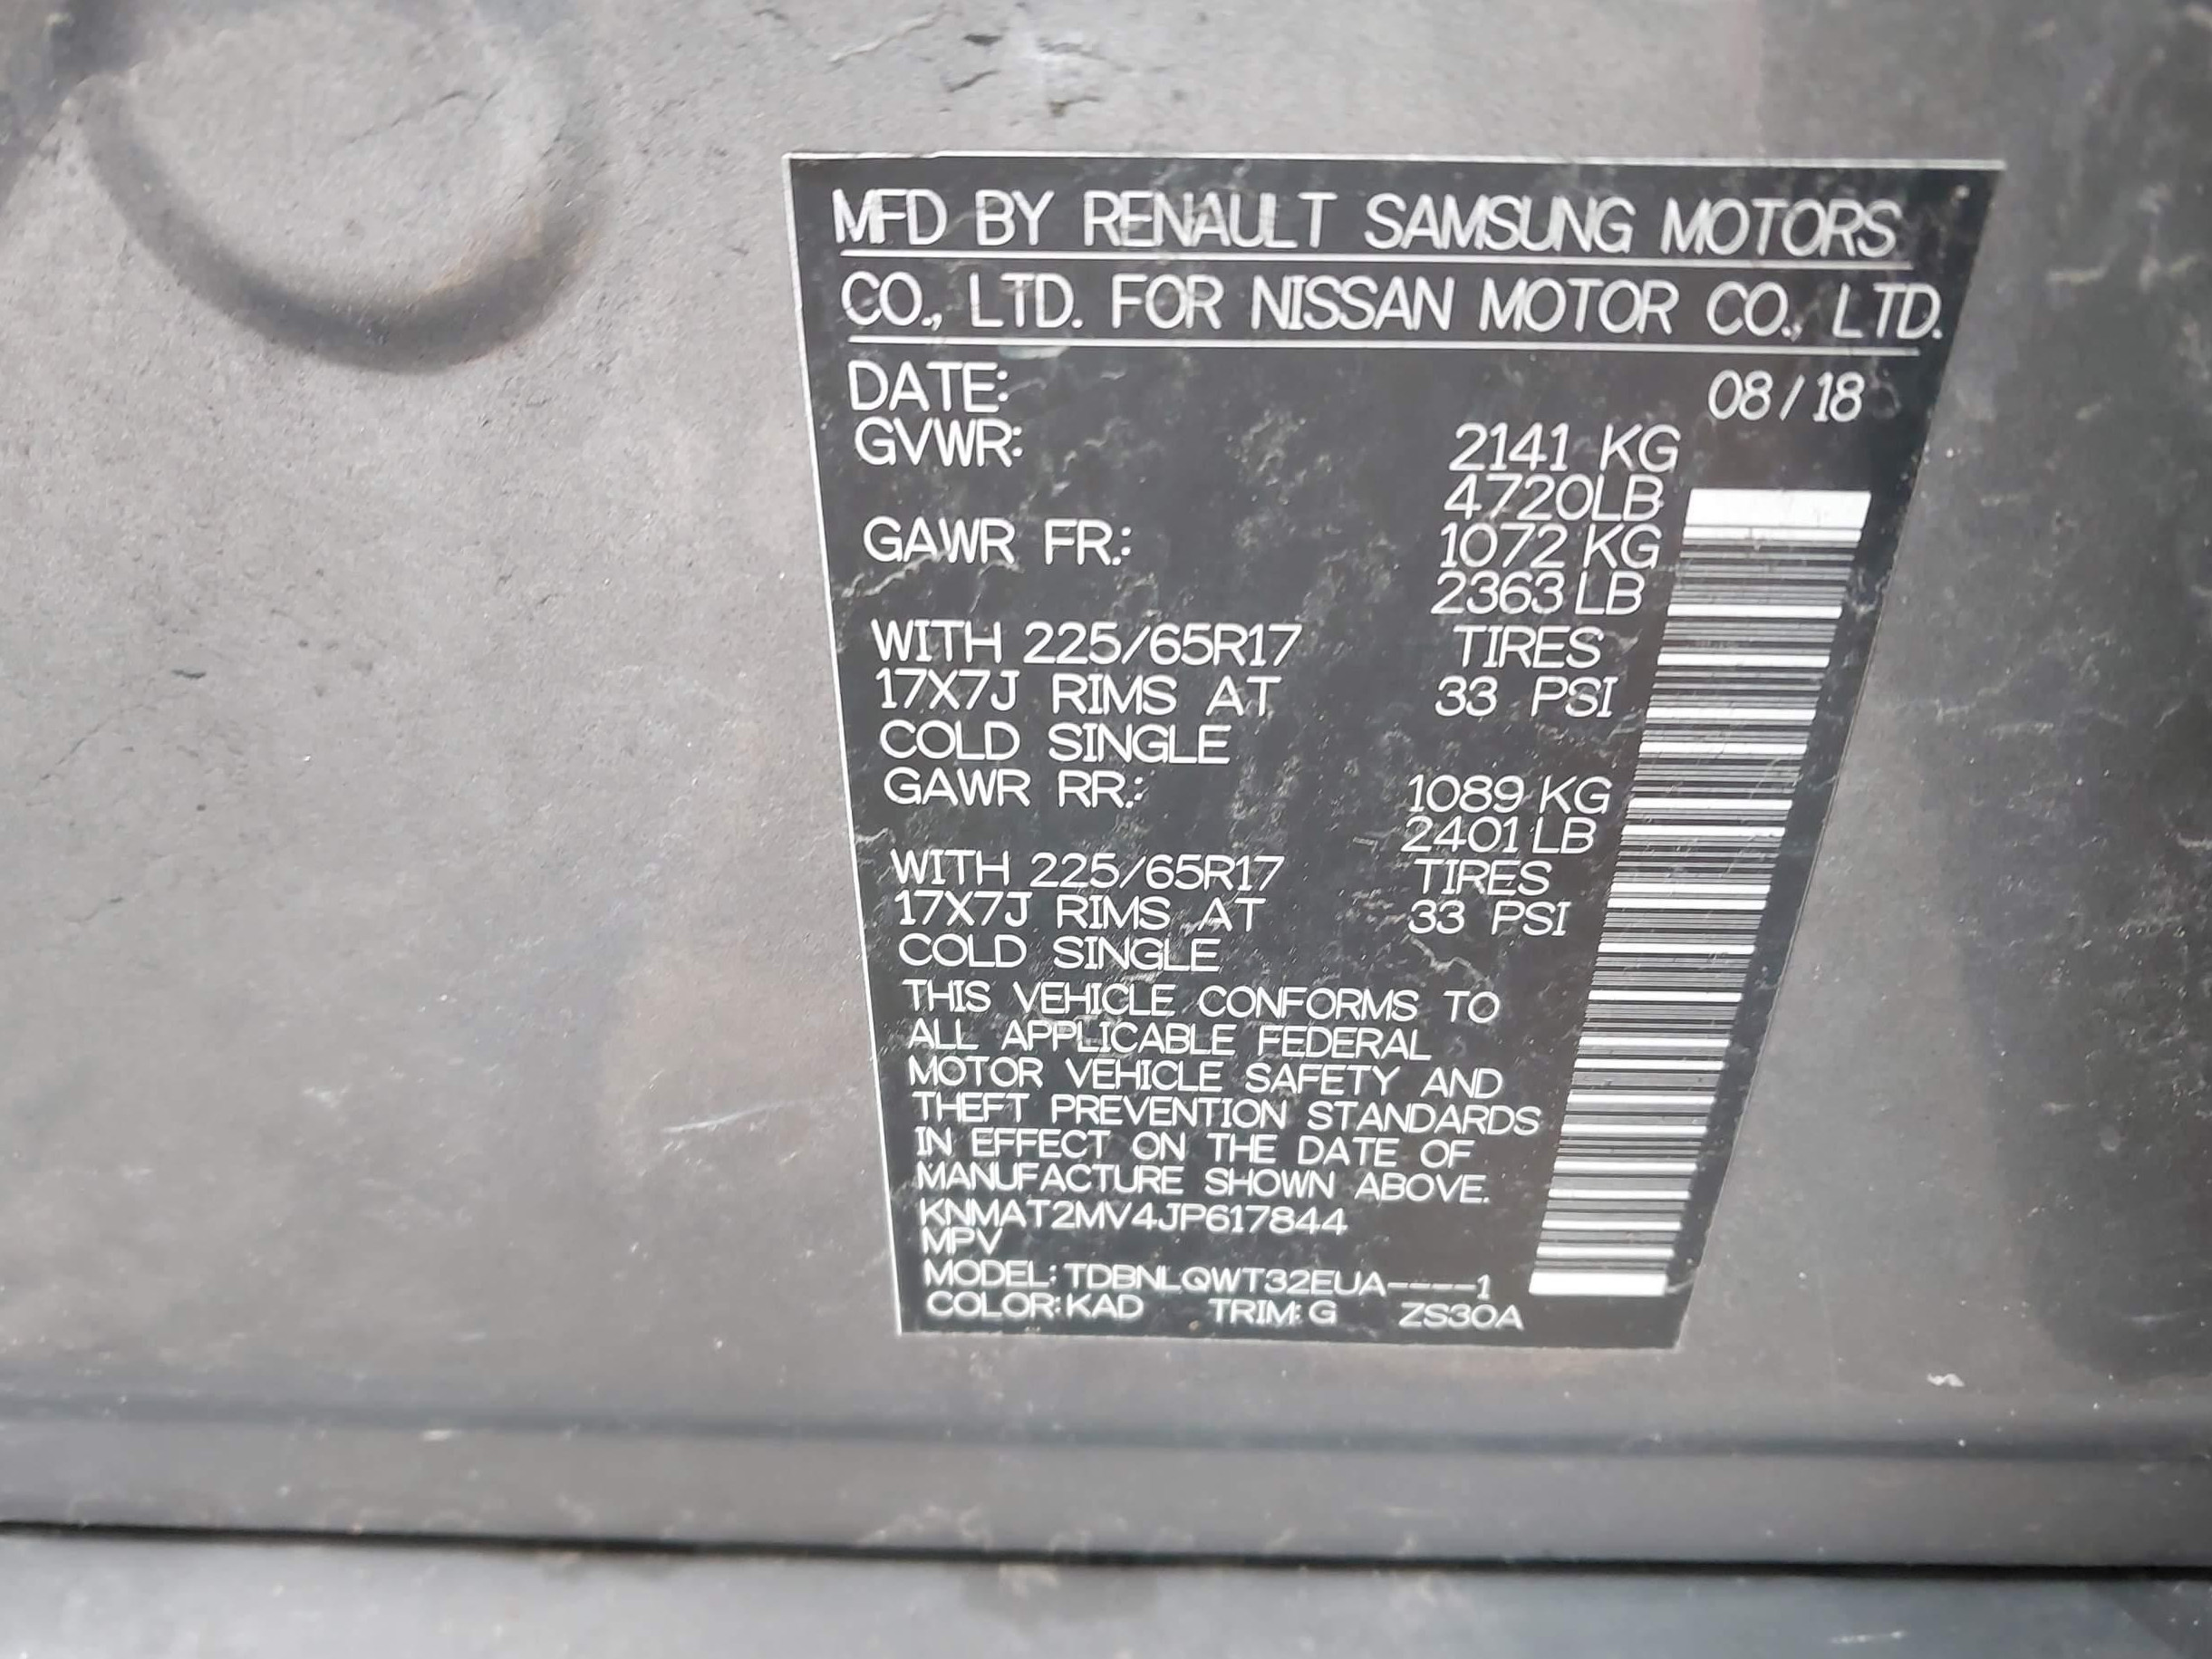 MFD BY RENAULT SAMSUNG MOTORS
CO., LTD. FOR NISSAN MOTOR CO., LTD.
DATE: 08/18
GVWR: 2141 KG
4720LB
GAWR FR.: 1072 KG
2363 LB
WITH 225/65R17 TIRES
17X7J RIMS AT 33 PSI
COLD SINGLE
GAWR RR.: 1089 KG
2401 LB
WITH 225/65R17 TIRES
17X7J RIMS AT 33 PSI
COLD SINGLE
THIS VEHICLE CONFORMS TO
ALL APPLICABLE FEDERAL
MOTOR VEHICLE SAFETY AND
THEFT PREVENTION STANDARDS
IN EFFECT ON THE DATE OF
MANUFACTURE SHOWN ABOVE.
KNMAT2MV4JP617844
MPV
MODEL: TDBNLQWT32EUA----1
COLOR: KAD TRIM: G ZS30A